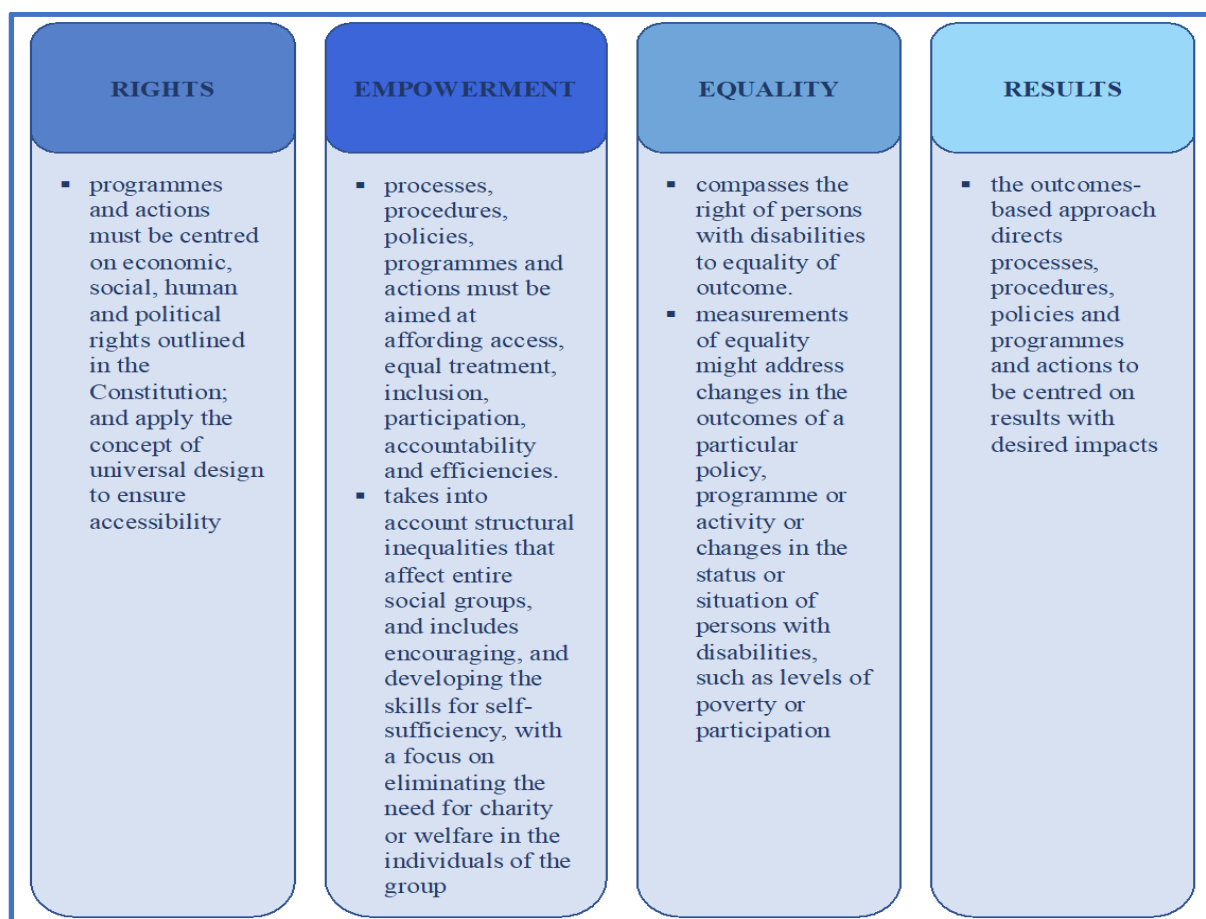 RIGHTS
▪ programmes
and actions
must be centred
on economic,
social, human
and political
rights outlined
in the
Constitution;
and apply the
concept of
universal design
to ensure
accessibility
EMPOWERMENT
▪ processes,
procedures,
policies,
programmes and
actions must be
aimed at
affording access,
equal treatment,
inclusion,
participation,
accountability
and efficiencies.
▪ takes into
account structural
inequalities that
affect entire
social groups,
and includes
encouraging, and
developing the
skills for self-
sufficiency, with
a focus on
eliminating the
need for charity
or welfare in the
individuals of the
group
EQUALITY
▪ compasses the
right of persons
with disabilities
to equality of
outcome.
▪ measurements
of equality
might address
changes in the
outcomes of a
particular
policy,
programme or
activity or
changes in the
status or
situation of
persons with
disabilities,
such as levels of
poverty or
participation
RESULTS
▪ the outcomes-
based approach
directs
processes,
procedures,
policies and
programmes
and actions to
be centred on
results with
desired impacts